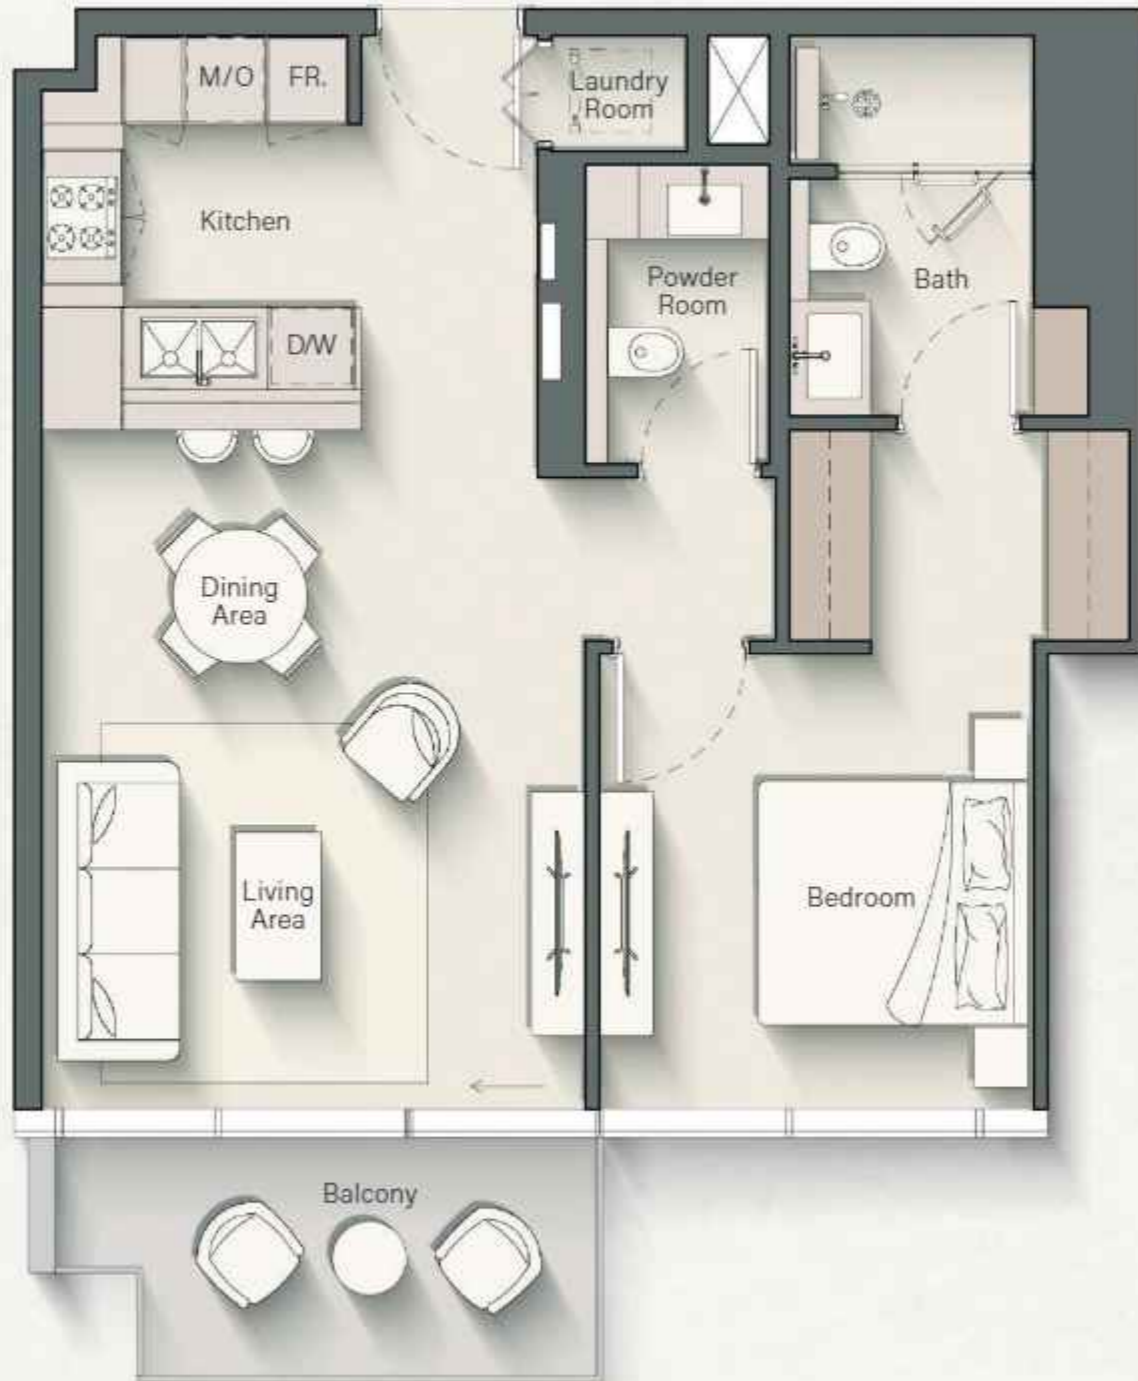 M/O
FR.
Laundry
Room
Kitchen
Powder
Room
Bath
D/W
Dining
Area
Living
Area
Bedroom
Balcony